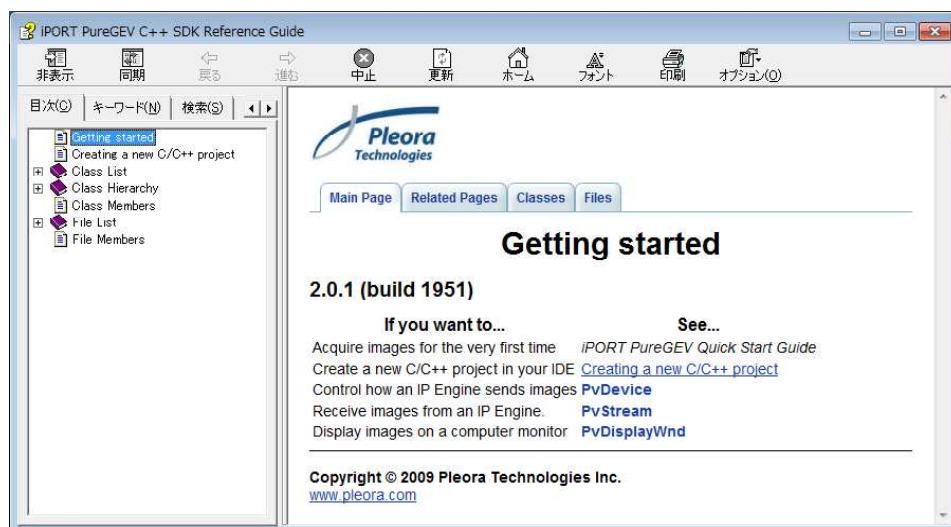 iPORT PureGEV C++ SDK Reference Guide
非表示 同期 戻る 進む 中止 更新 ホーム フォント 印刷 オプション(O)
目次(C) キーワード(N) 検索(S)
Getting started
Creating a new C/C++ project
Class List
Class Hierarchy
Class Members
File List
File Members
Pleora
Technologies
Main Page Related Pages Classes Files
Getting started
2.0.1 (build 1951)
If you want to... See...
Acquire images for the very first time iPORT PureGEV Quick Start Guide
Create a new C/C++ project in your IDE Creating a new C/C++ project
Control how an IP Engine sends images PvDevice
Receive images from an IP Engine. PvStream
Display images on a computer monitor PvDisplayWnd
Copyright © 2009 Pleora Technologies Inc.
www.pleora.com